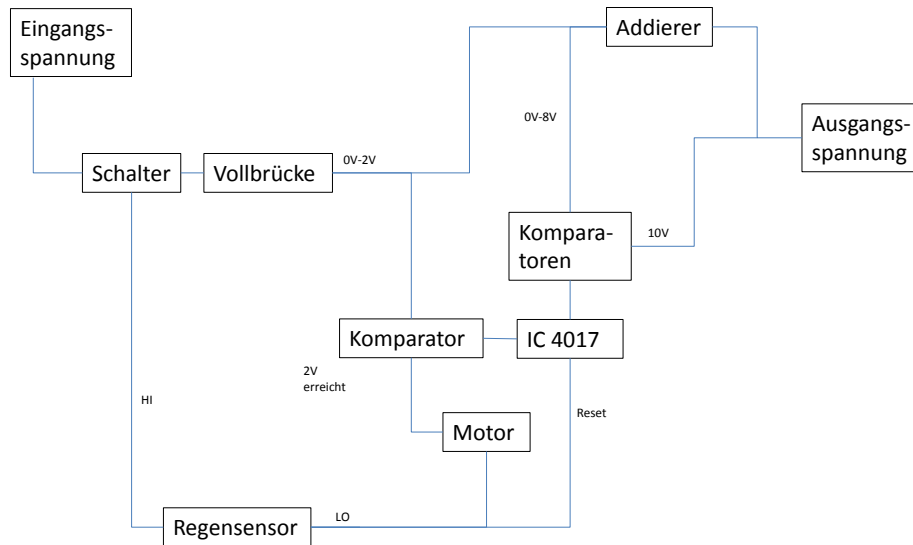 Eingangs-
spannung
Addierer
0V-8V
Ausgangs-
spannung
Schalter
Vollbrücke
0V-2V
Kompara-
toren
10V
Komparator
IC 4017
2V
erreicht
HI
Motor
Reset
Regensensor
LO